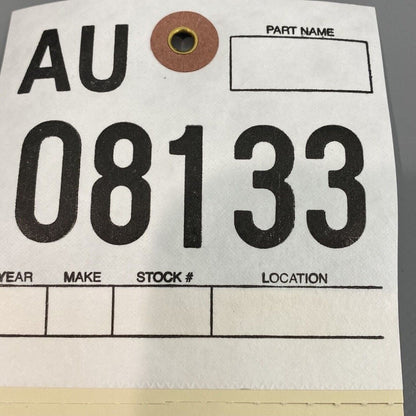 AU
PART NAME
08133
YEAR MAKE STOCK # LOCATION